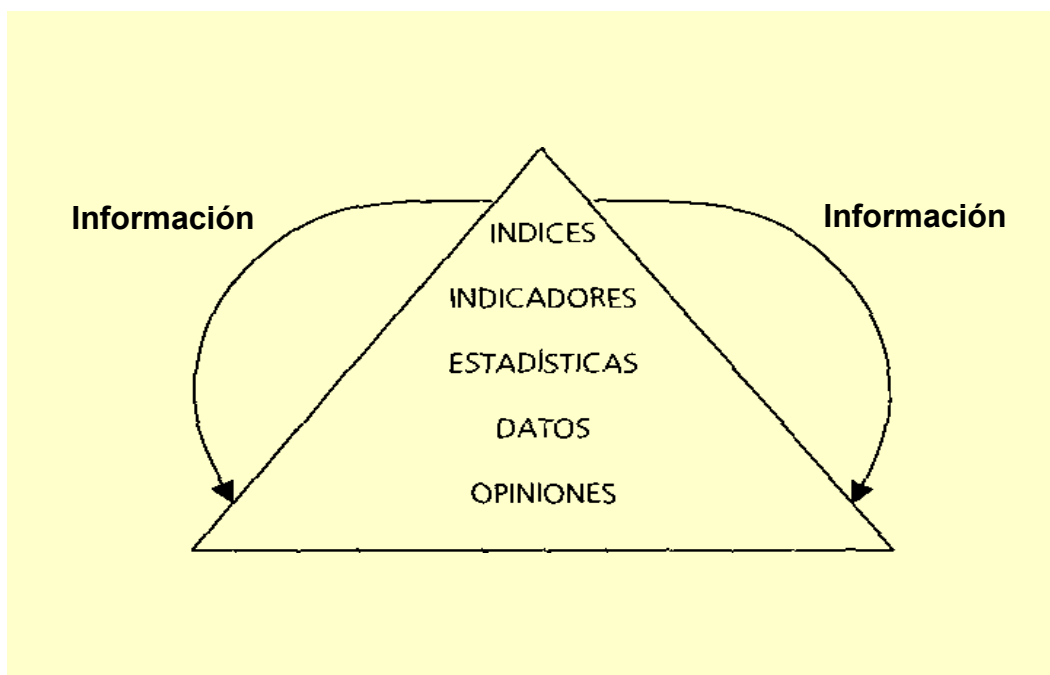 Información
Información
INDICES
INDICADORES
ESTADÍSTICAS
DATOS
OPINIONES